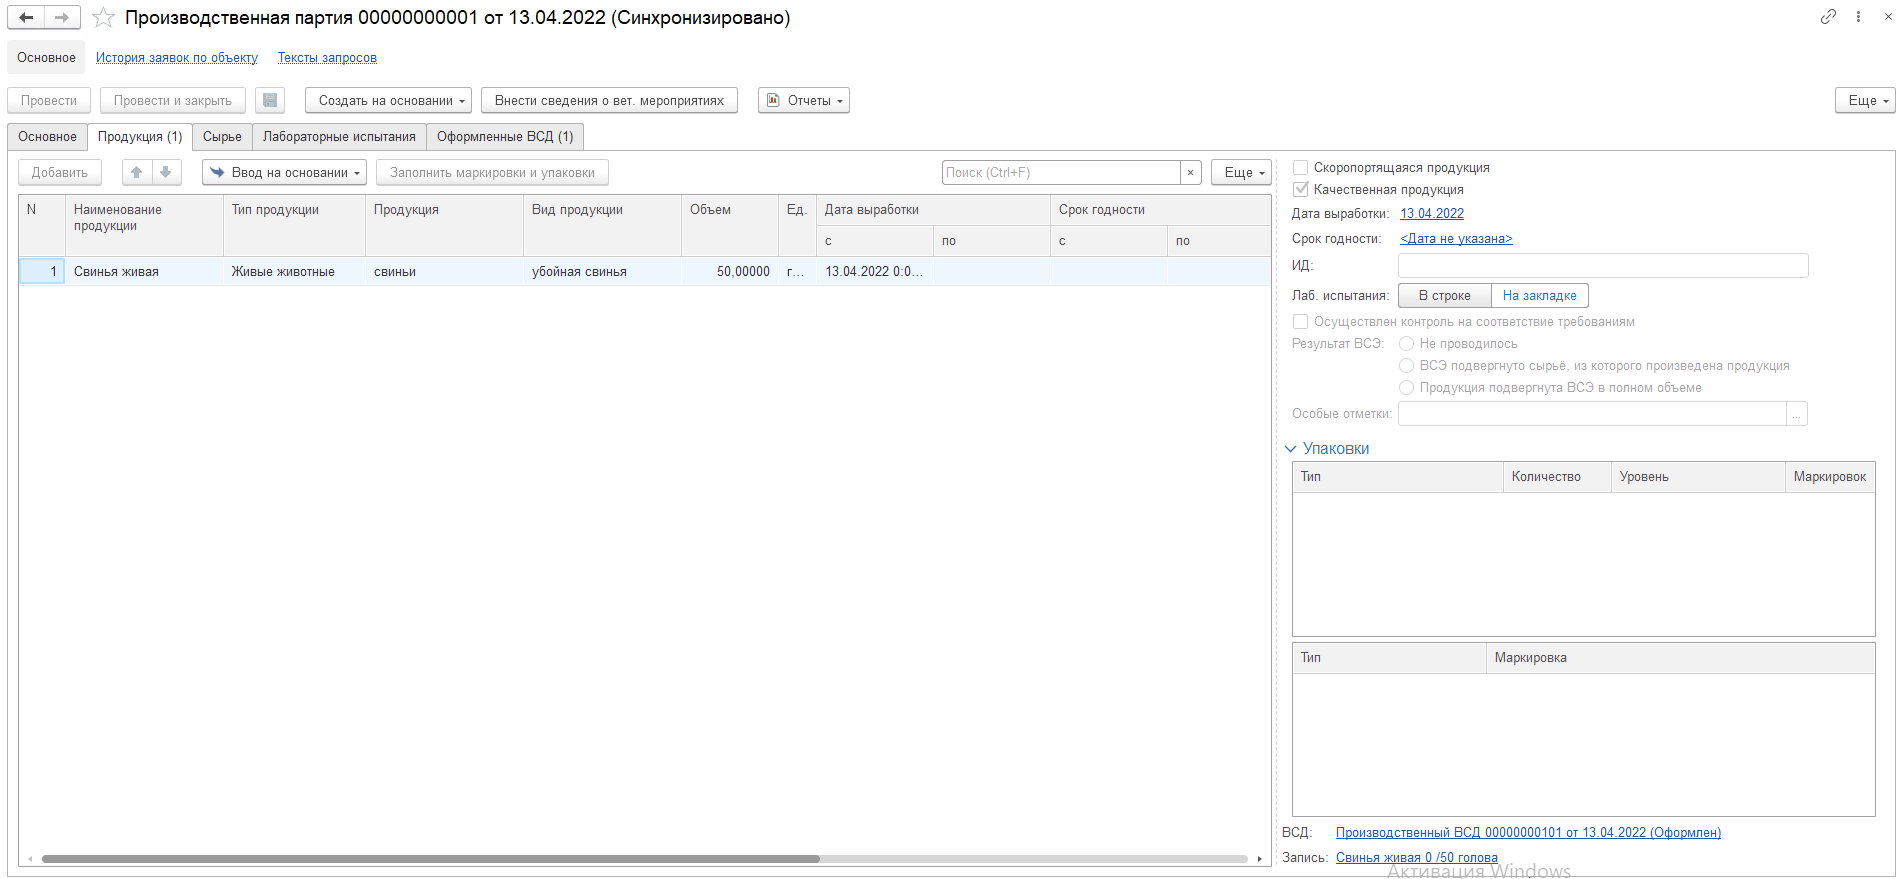 Производственная партия 00000000001 от 13.04.2022 (Синхронизировано)
Основное История заявок по объекту Тексты запросов
Провести Провести и закрыть Создать на основании Внести сведения о вет. мероприятиях Отчеты Еще
Основное Продукция (1) Сырье Лабораторные испытания Оформленные ВСД (1)
Добавить Ввод на основании Заполнить маркировки и упаковки Поиск (Ctrl+F) × Еще
N Наименование продукции Тип продукции Продукция Вид продукции Объем Ед. Дата выработки Срок годности
с по с по
1 Свинья живая Живые животные свиньи убойная свинья 50,00000 г... 13.04.2022 0:0...
Скоропортящаяся продукция
Качественная продукция
Дата выработки: 13.04.2022
Срок годности: <Дата не указана>
ИД:
Лаб. испытания: В строке На закладке
Осуществлен контроль на соответствие требованиям
Результат ВСЭ: Не проводилось
ВСЭ подвергнуто сырьё, из которого произведена продукция
Продукция подвергнута ВСЭ в полном объеме
Особые отметки: ...
Упаковки
Тип Количество Уровень Маркировок
Тип Маркировка
ВСД: Производственный ВСД 00000000101 от 13.04.2022 (Оформлен)
Запись: Свинья живая 0 /50 голова
Активация Windows